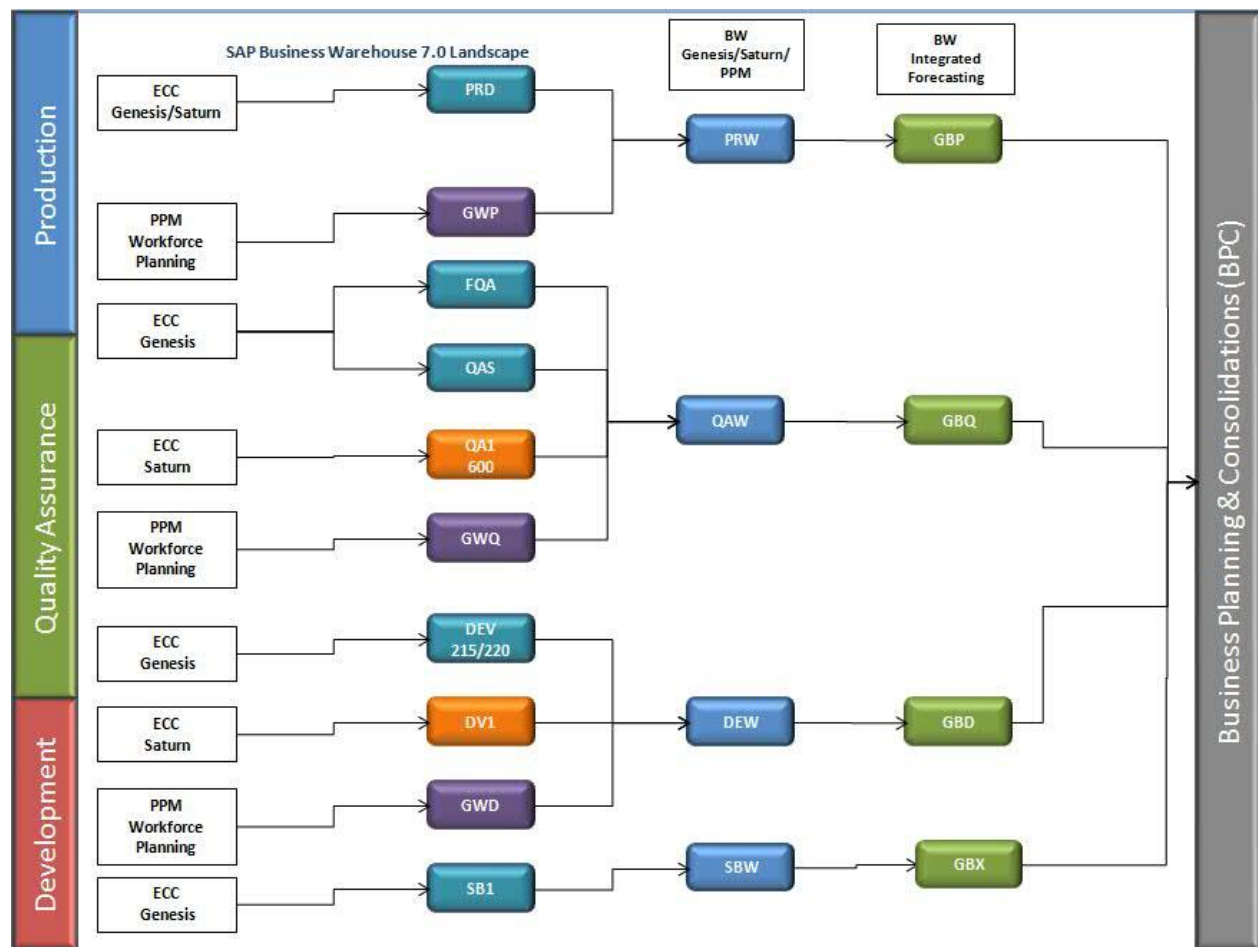 SAP Business Warehouse 7.0 Landscape
BW
Genesis/Saturn/
PPM
BW
Integrated
Forecasting
Production
Quality Assurance
Development
ECC
Genesis/Saturn
PRD
PRW
GBP
PPM
Workforce
Planning
GWP
ECC
Genesis
FQA
QAS
QAW
GBQ
ECC
Saturn
QA1
600
PPM
Workforce
Planning
GWQ
ECC
Genesis
DEV
215/220
ECC
Saturn
DV1
DEW
GBD
PPM
Workforce
Planning
GWD
ECC
Genesis
SB1
SBW
GBX
Business Planning & Consolidations (BPC)